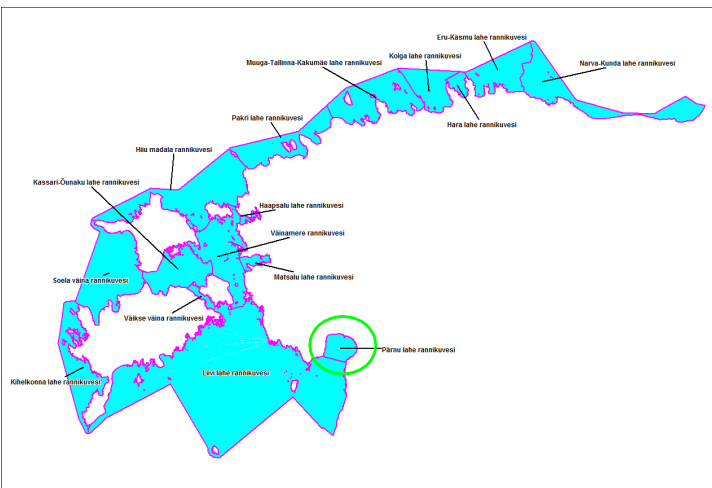 Eru-Käsmu lahe rannikuvesi
Kolga lahe rannikuvesi
Muuga-Tallinna-Kakumäe lahe rannikuvesi
Narva-Kunda lahe rannikuvesi
Pakri lahe rannikuvesi
Hara lahe rannikuvesi
Hiiu madala rannikuvesi
Kassari-Õunaku lahe rannikuvesi
Haapsalu lahe rannikuvesi
Väinamere rannikuvesi
Soela väina rannikuvesi
Matsalu lahe rannikuvesi
Väikse väina rannikuvesi
Pärnu lahe rannikuvesi
Liivi lahe rannikuvesi
Kihelkonna lahe rannikuvesi